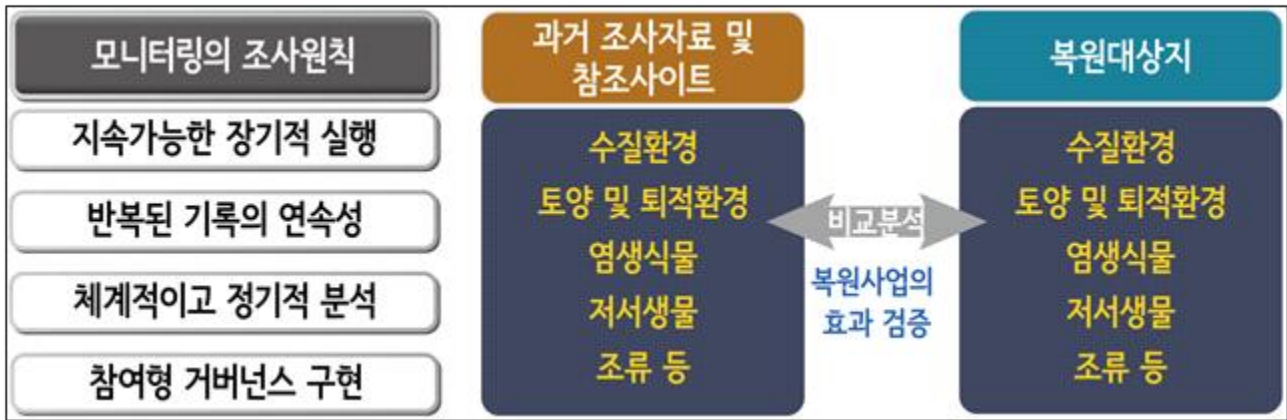 모니터링의 조사원칙
지속가능한 장기적 실행
반복된 기록의 연속성
체계적이고 정기적 분석
참여형 거버넌스 구현
과거 조사자료 및
참조사이트
수질환경
토양 및 퇴적환경
염생식물
저서생물
조류 등
비교분석
복원사업의
효과 검증
복원대상지
수질환경
토양 및 퇴적환경
염생식물
저서생물
조류 등